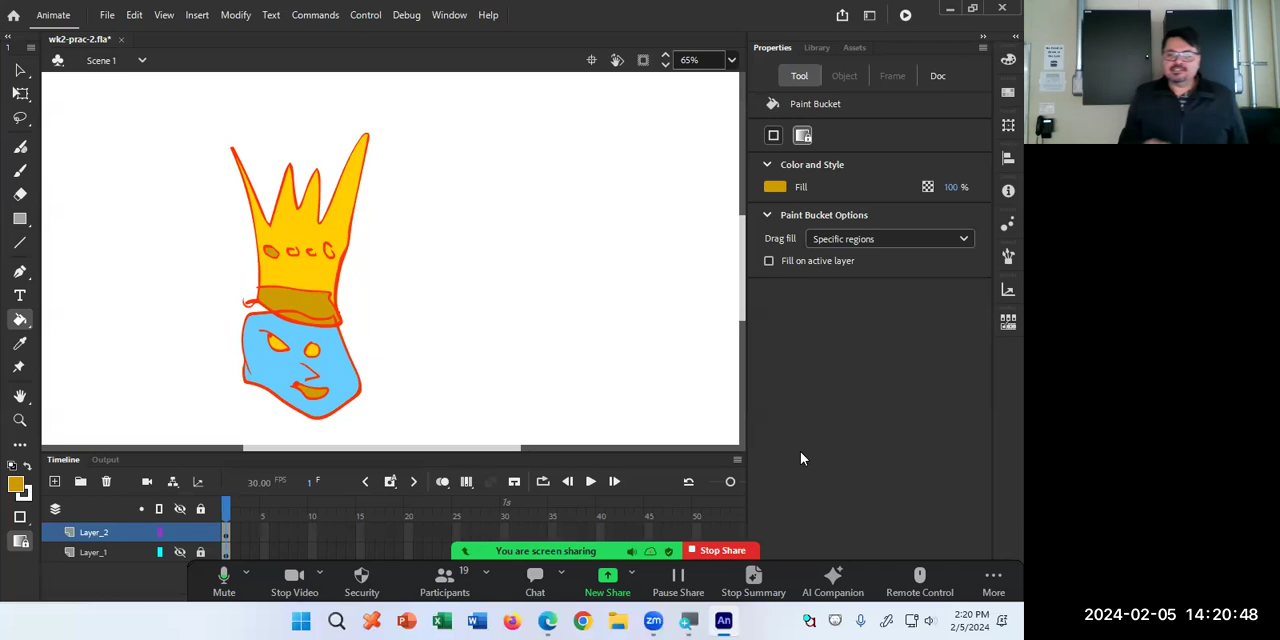 Animate File Edit View Insert Modify Text Commands Control Debug Window Help
wk2-prac-2.fla* ×
1
Scene 1 65%
Properties Library Assets
Tool Object Frame Doc
Paint Bucket
Color and Style
Fill 100 %
Paint Bucket Options
Drag fill Specific regions
Fill on active layer
Timeline Output
30.00 FPS 1 F
1s
5 10 15 20 25 30 35 40 45 50
Layer_2
Layer_1
You are screen sharing Stop Share
19
Mute Stop Video Security Participants Chat New Share Pause Share Stop Summary AI Companion Remote Control More
2:20 PM
2/5/2024
2024-02-05 14:20:48